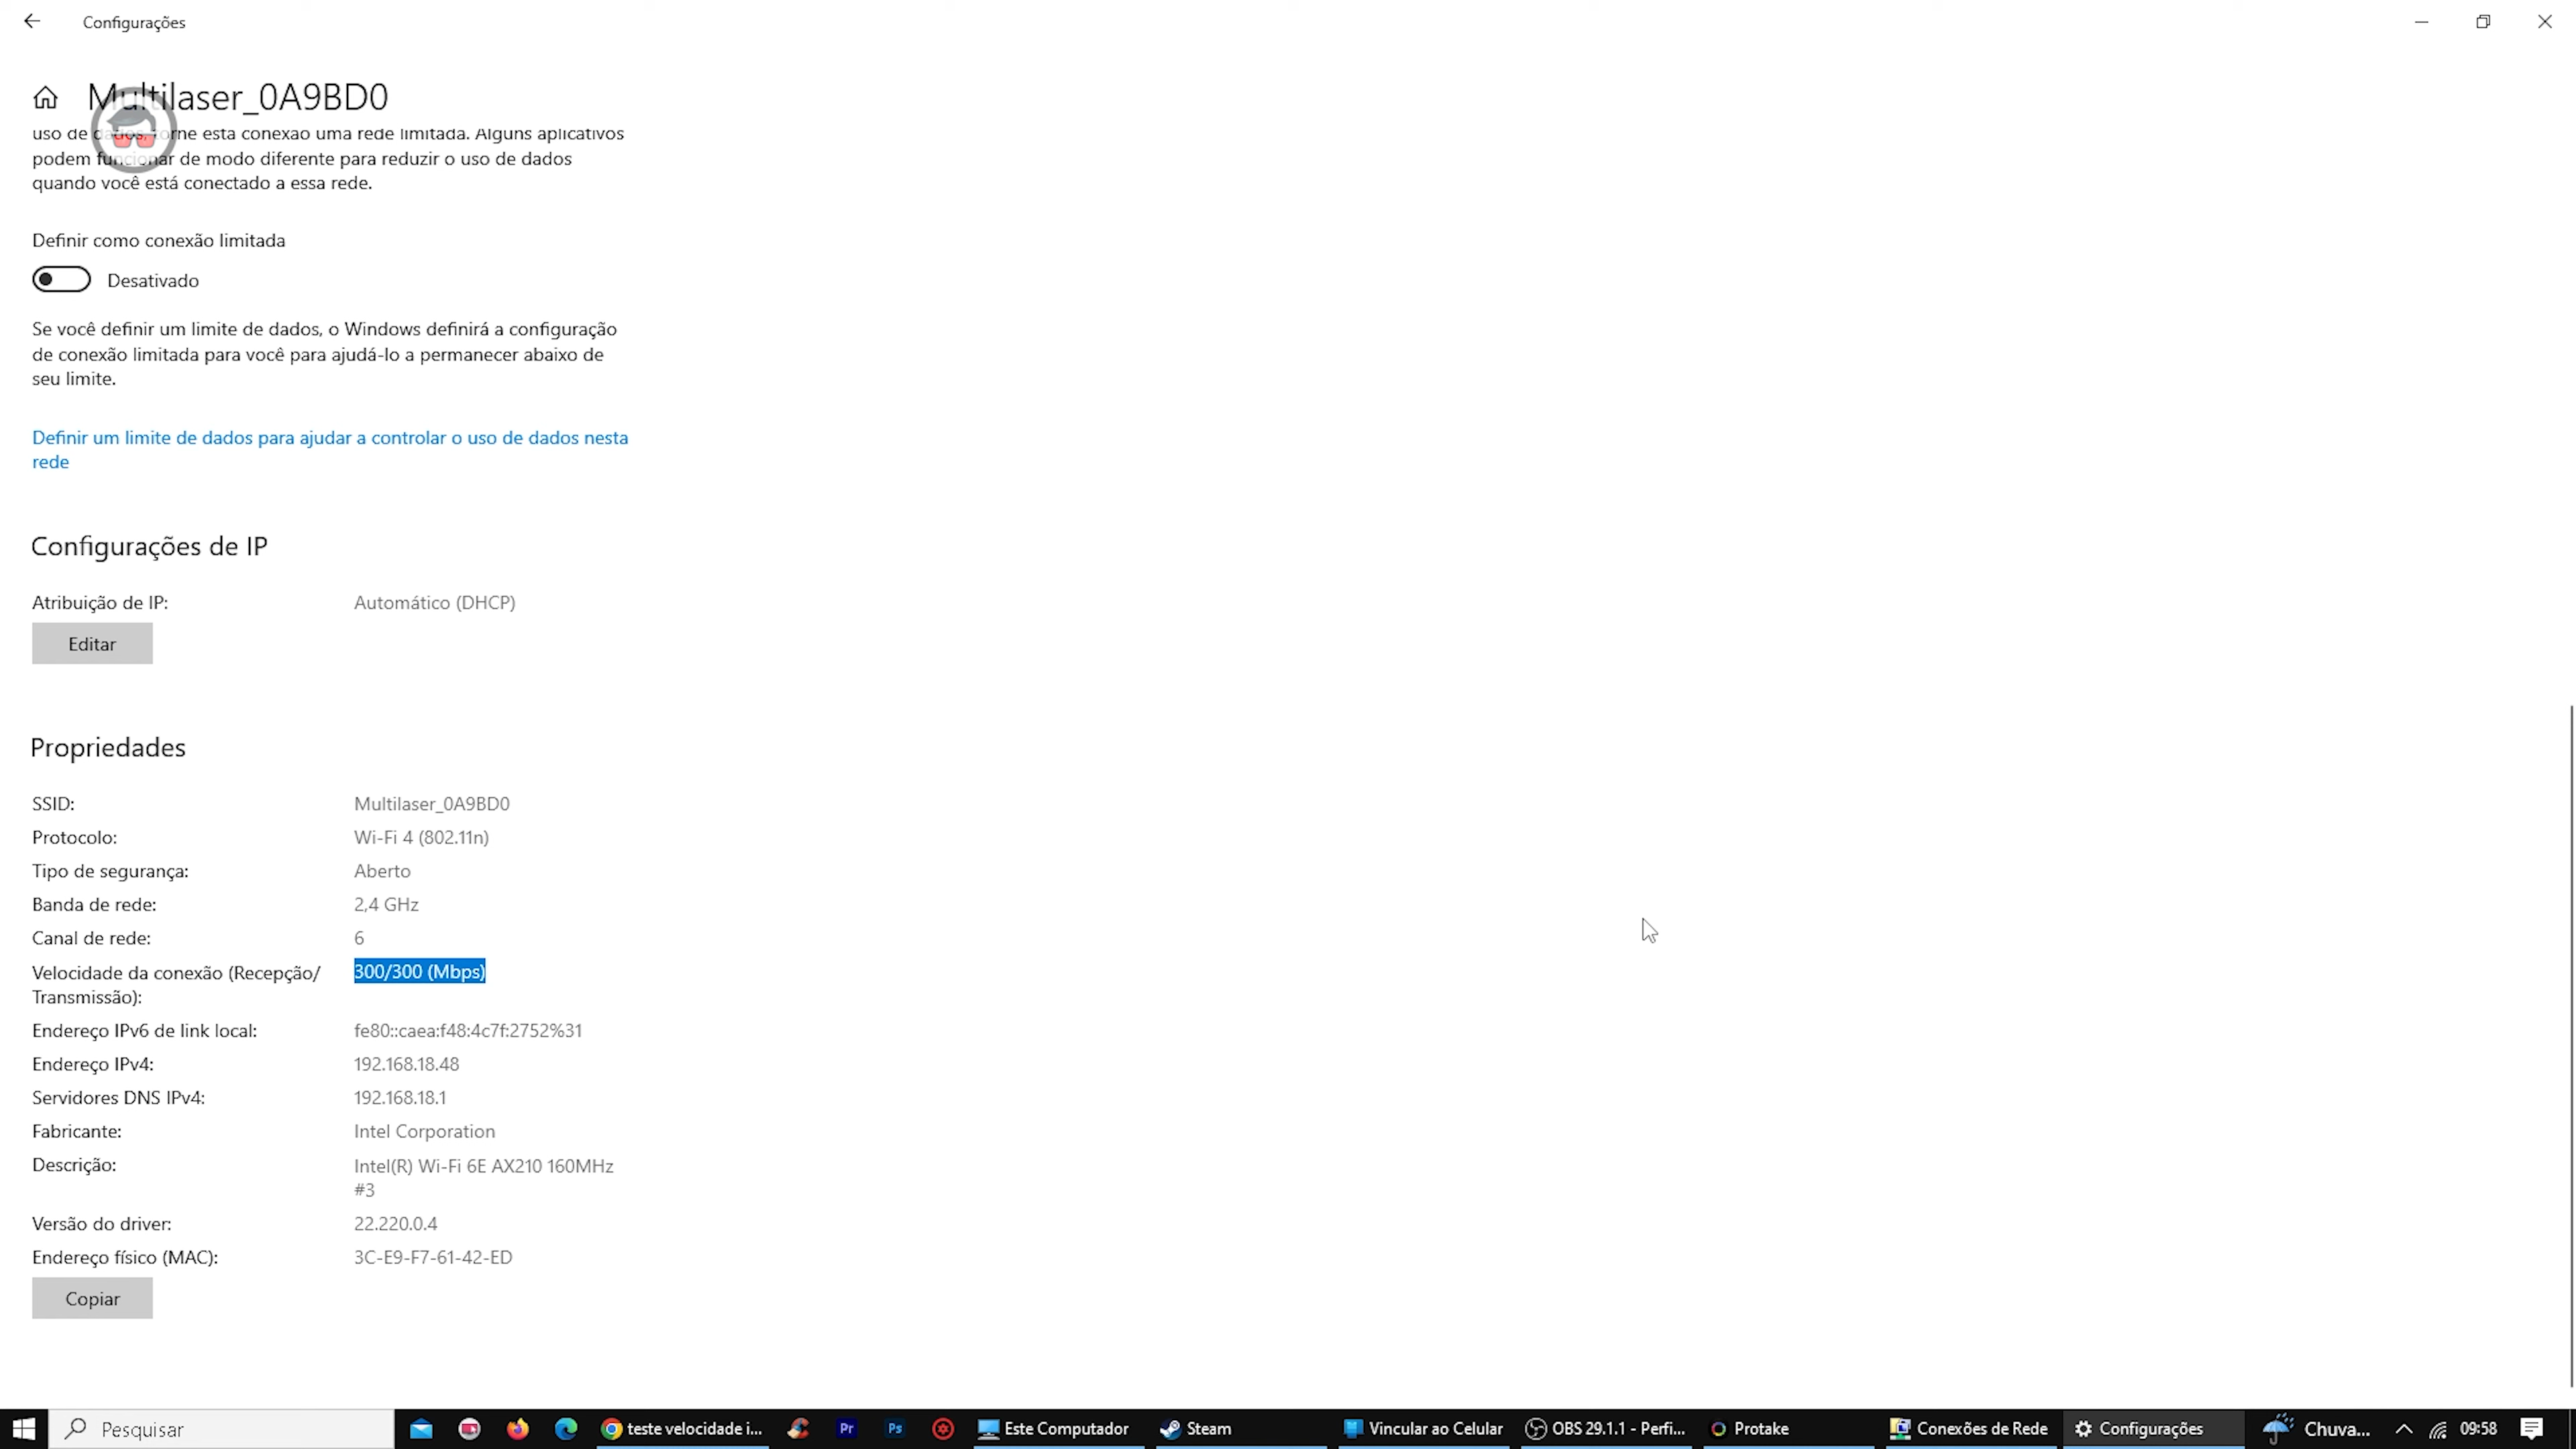 Configurações
Multilaser_0A9BD0
uso de dados, torne esta conexão uma rede limitada. Alguns aplicativos
podem funcionar de modo diferente para reduzir o uso de dados
quando você está conectado a essa rede.
Definir como conexão limitada
Desativado
Se você definir um limite de dados, o Windows definirá a configuração
de conexão limitada para você para ajudá-lo a permanecer abaixo de
seu limite.
Definir um limite de dados para ajudar a controlar o uso de dados nesta
rede
Configurações de IP
Atribuição de IP: Automático (DHCP)
Editar
Propriedades
SSID: Multilaser_0A9BD0
Protocolo: Wi-Fi 4 (802.11n)
Tipo de segurança: Aberto
Banda de rede: 2,4 GHz
Canal de rede: 6
Velocidade da conexão (Recepção/ 300/300 (Mbps)
Transmissão):
Endereço IPv6 de link local: fe80::caea:f48:4c7f:2752%31
Endereço IPv4: 192.168.18.48
Servidores DNS IPv4: 192.168.18.1
Fabricante: Intel Corporation
Descrição: Intel(R) Wi-Fi 6E AX210 160MHz
#3
Versão do driver: 22.220.0.4
Endereço físico (MAC): 3C-E9-F7-61-42-ED
Copiar
Pesquisar teste velocidade i... Pr Ps Este Computador Steam Vincular ao Celular OBS 29.1.1 - Perfi... Protake Conexões de Rede Configurações Chuva... 09:58